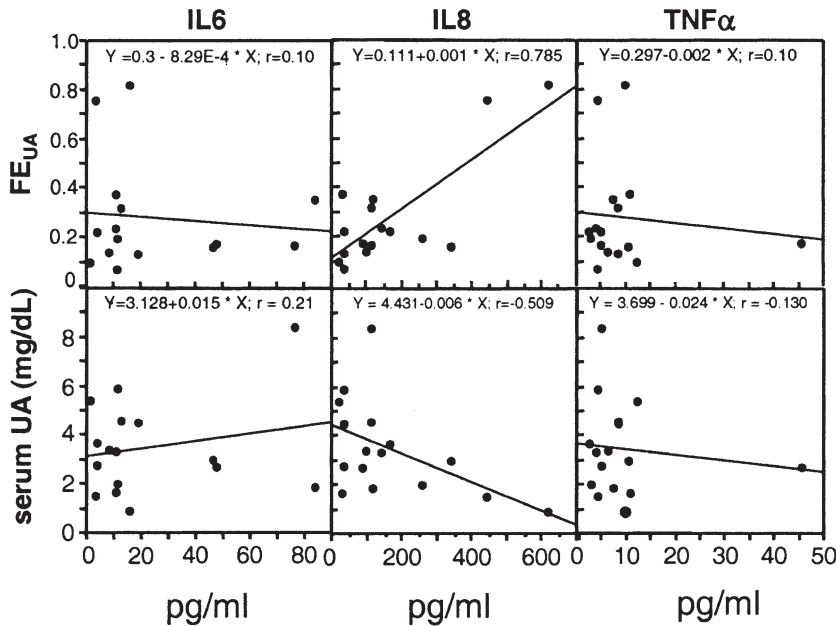 IL6 IL8 TNFα
Y =0.3 - 8.29E-4 * X; r=0.10
Y=0.111+0.001 * X; r=0.785
Y=0.297-0.002 * X; r=0.10
FE_UA
1.0
0.8
0.6
0.4
0.2
0
Y=3.128+0.015 * X; r = 0.21
Y = 4.431-0.006 * X; r=-0.509
Y = 3.699 - 0.024 * X; r = -0.130
serum UA (mg/dL)
8
6
4
2
0
0 20 40 60 80
0 200 400 600
0 10 20 30 40 50
pg/ml pg/ml pg/ml